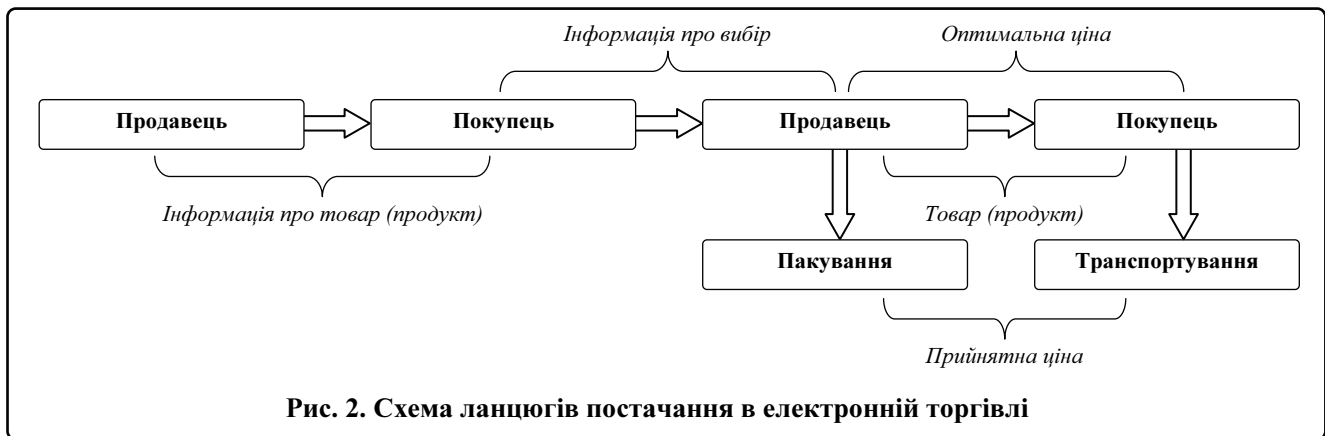 Інформація про вибір
Оптимальна ціна
Продавець
Покупець
Продавець
Покупець
Інформація про товар (продукт)
Товар (продукт)
Пакування
Транспортування
Прийнятна ціна
Рис. 2. Схема ланцюгів постачання в електронній торгівлі